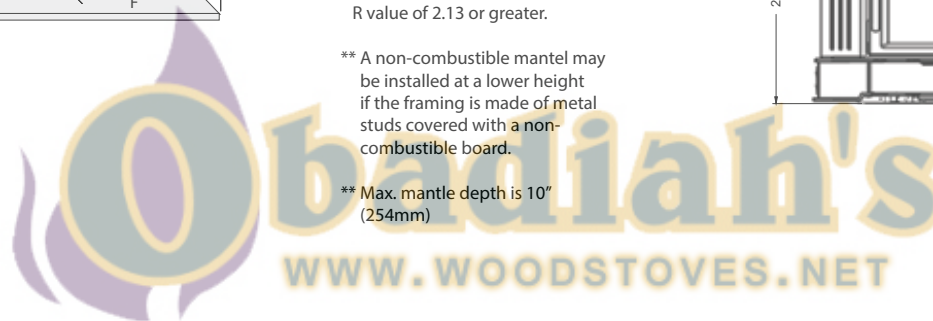 F
R value of 2.13 or greater.
** A non-combustible mantel may
be installed at a lower height
if the framing is made of metal
studs covered with a non-
combustible board.
** Max. mantle depth is 10”
(254mm)
2
Obadiah's
WWW.WOODSTOVES.NET